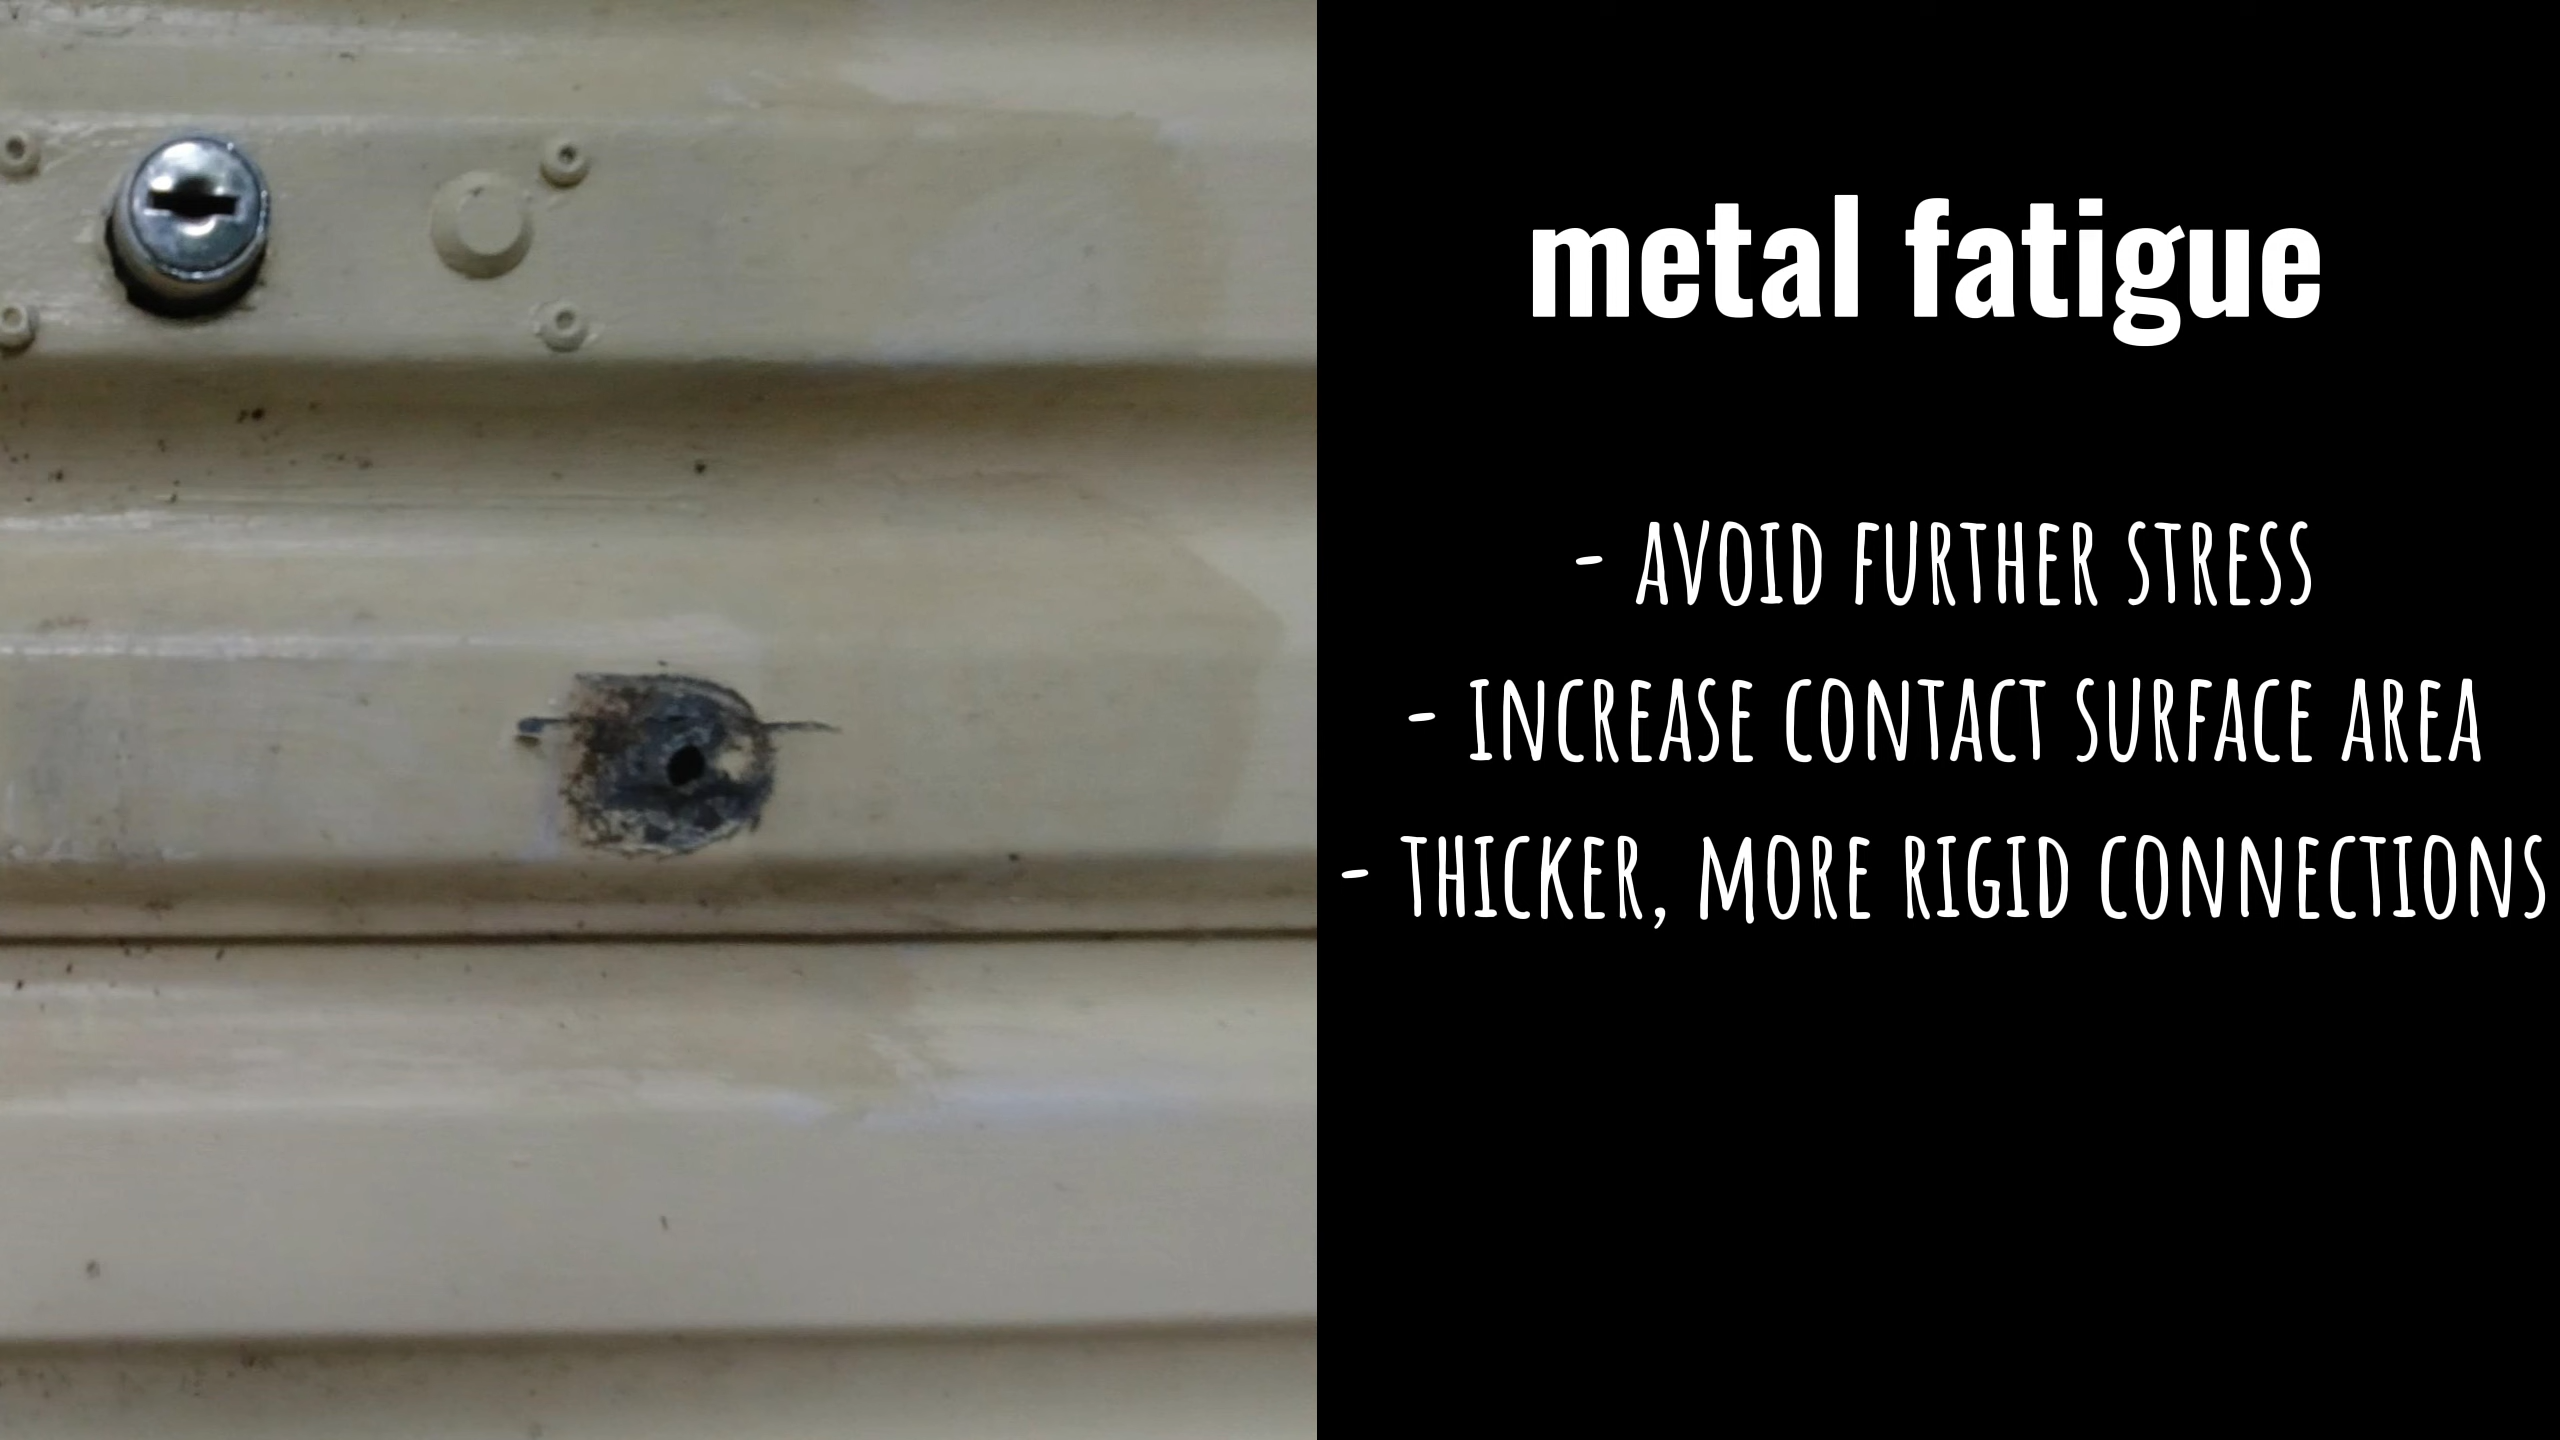 metal fatigue
- AVOID FURTHER STRESS
- INCREASE CONTACT SURFACE AREA
- THICKER, MORE RIGID CONNECTIONS